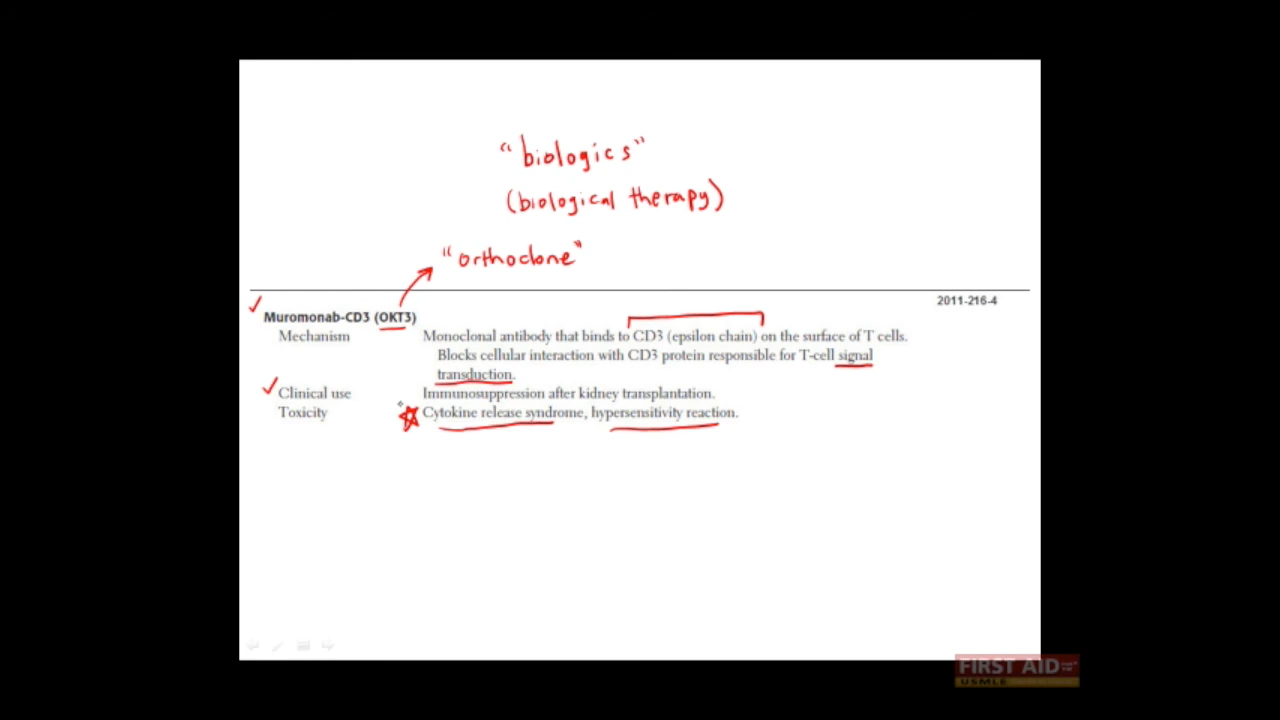 "biologics"
(biological therapy)
"orthoclone"
2011-216-4
Muromonab-CD3 (OKT3)
Mechanism Monoclonal antibody that binds to CD3 (epsilon chain) on the surface of T cells.
Blocks cellular interaction with CD3 protein responsible for T-cell signal
transduction.
Clinical use Immunosuppression after kidney transplantation.
Toxicity Cytokine release syndrome, hypersensitivity reaction.
FIRST AID
USMLE